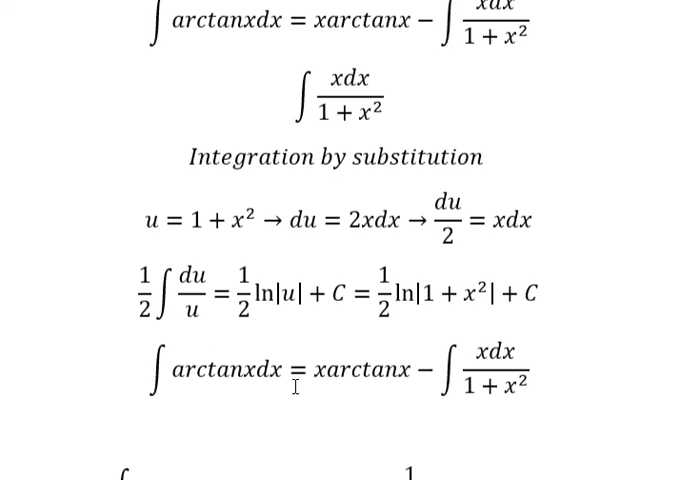 ∫ arctanxdx = xarctanx − ∫ xdx / 1 + x²
∫ xdx / 1 + x²
Integration by substitution
u = 1 + x² → du = 2xdx → du / 2 = xdx
1/2 ∫ du / u = 1/2 ln|u| + C = 1/2 ln|1 + x²| + C
∫ arctanxdx = xarctanx − ∫ xdx / 1 + x²
∫ 1